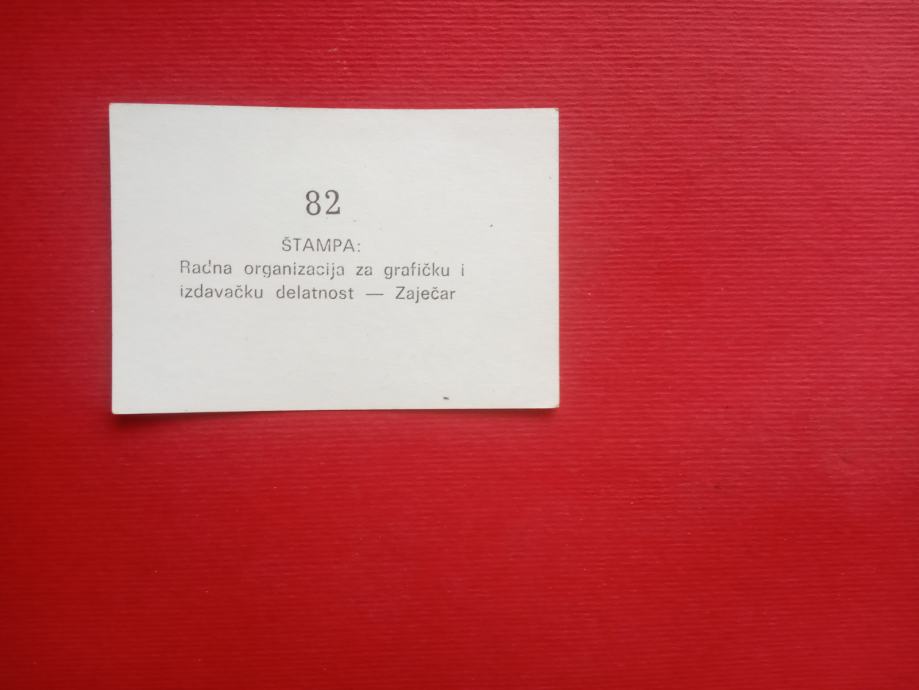 82
ŠTAMPA:
Radna organizacija za grafičku i
izdavačku delatnost — Zaječar